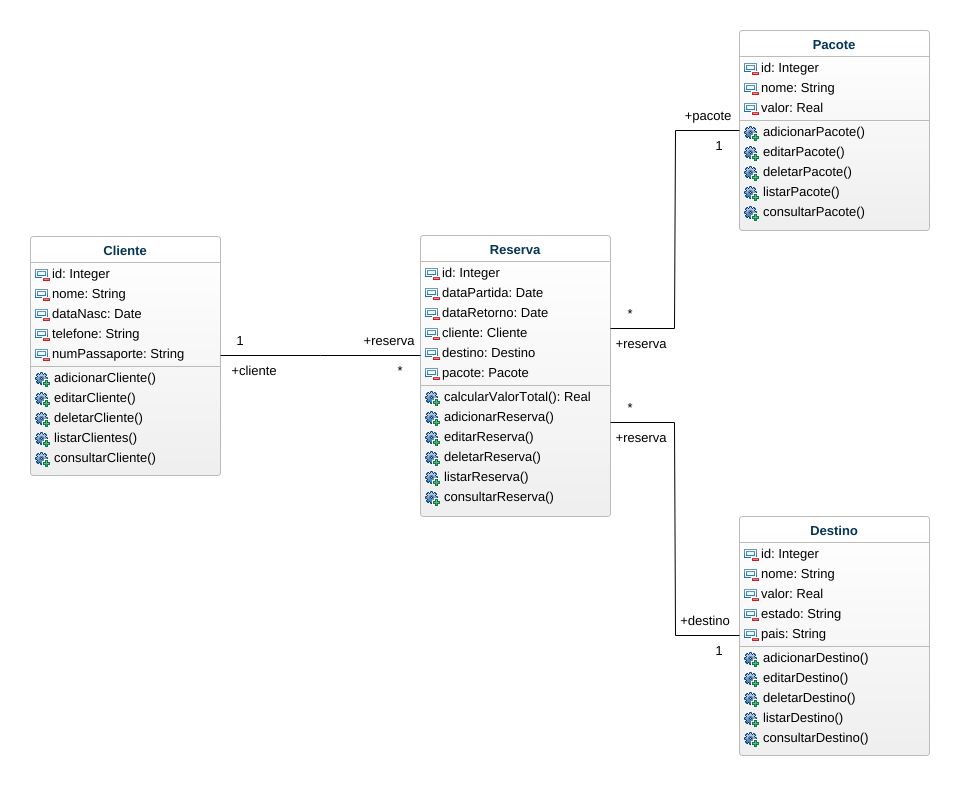 Pacote
id: Integer
nome: String
valor: Real
adicionarPacote()
editarPacote()
deletarPacote()
listarPacote()
consultarPacote()
+pacote
1
Cliente
id: Integer
nome: String
dataNasc: Date
telefone: String
numPassaporte: String
adicionarCliente()
editarCliente()
deletarCliente()
listarClientes()
consultarCliente()
1
+cliente
+reserva
*
Reserva
id: Integer
dataPartida: Date
dataRetorno: Date
cliente: Cliente
destino: Destino
pacote: Pacote
calcularValorTotal(): Real
adicionarReserva()
editarReserva()
deletarReserva()
listarReserva()
consultarReserva()
*
+reserva
*
+reserva
+destino
1
Destino
id: Integer
nome: String
valor: Real
estado: String
pais: String
adicionarDestino()
editarDestino()
deletarDestino()
listarDestino()
consultarDestino()